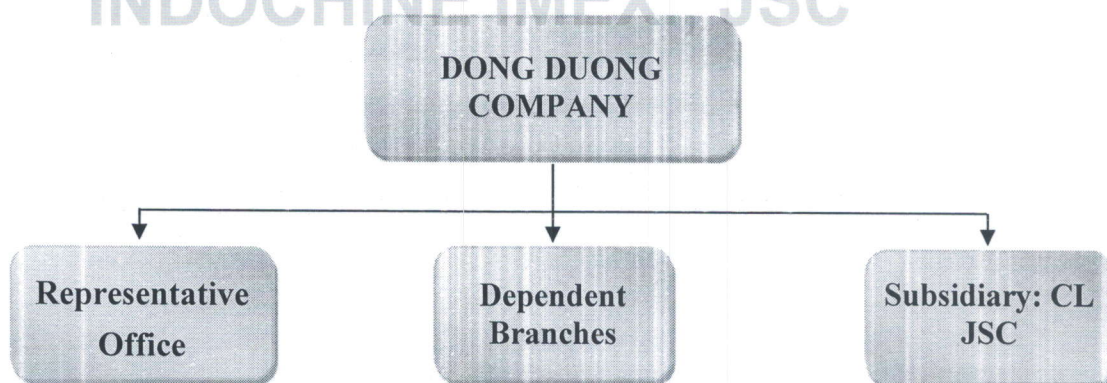 INDOCHINE IMEX JSC
DONG DUONG
COMPANY
Representative
Office
Dependent
Branches
Subsidiary: CL
JSC